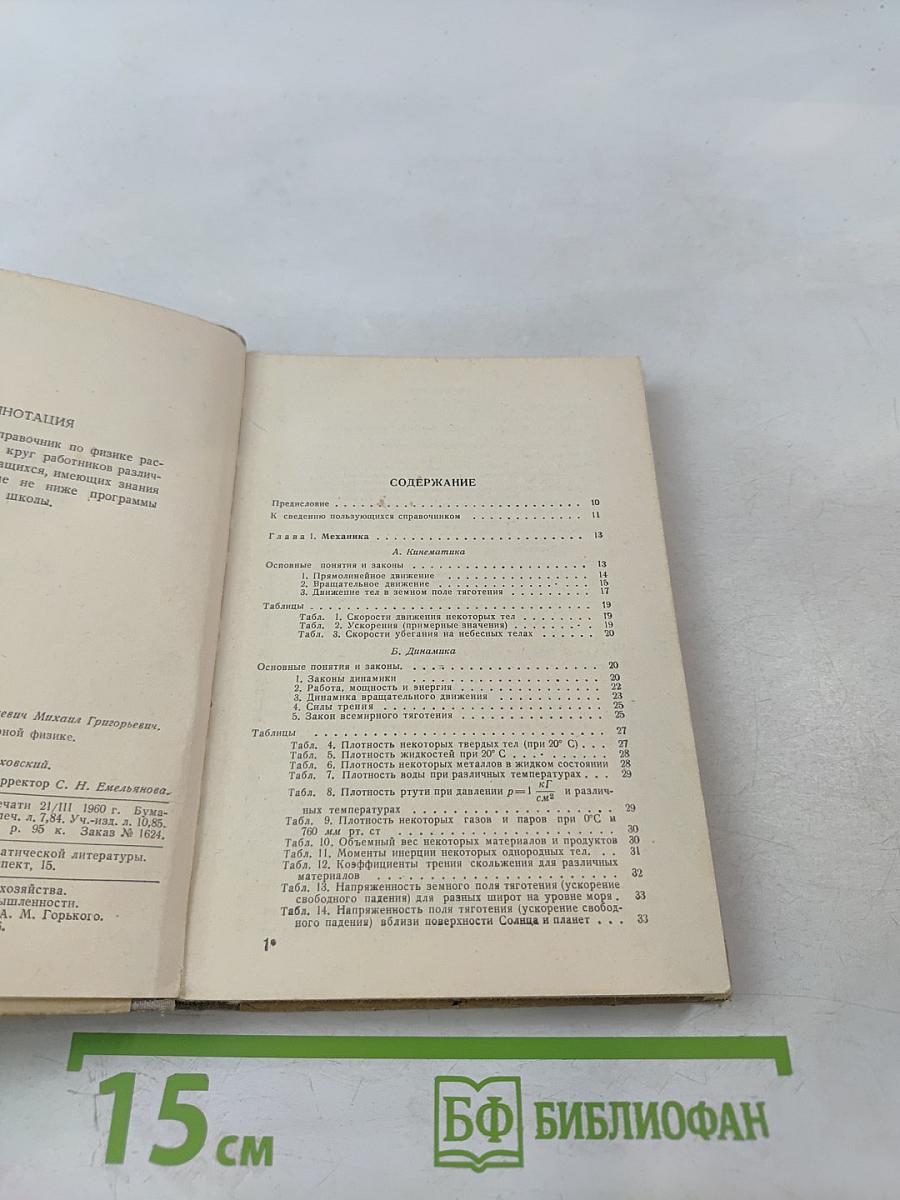 НОТАЦИЯ
правочник по физике рас-
круг работников различ-
ащихся, имеющих знания
не не ниже программы
школы.
евич Михаил Григорьевич.
рной физике.
ховский.
рректор С. Н. Емельянова.
ечати 21/III 1960 г. Бума-
печ. л. 7,84. Уч.-изд. л. 10,85.
р. 95 к. Заказ № 1624.
атической литературы.
спект, 15.
хозяйства.
мышленности.
А. М. Горького.
СОДЕРЖАНИЕ
Предисловие . . . . . . . . . . . . . . . . . . . . 10
К сведению пользующихся справочником . . . . . . . . . . 11
Глава I. Механика . . . . . . . . . . . . . . . . . . 13
А. Кинематика
Основные понятия и законы . . . . . . . . . . . . . . . 13
1. Прямолинейное движение . . . . . . . . . . . . . 14
2. Вращательное движение . . . . . . . . . . . . . 15
3. Движение тел в земном поле тяготения . . . . . . . . 17
Таблицы . . . . . . . . . . . . . . . . . . . . . . 19
Табл. 1. Скорости движения некоторых тел . . . . . . . 19
Табл. 2. Ускорения (примерные значения) . . . . . . . 19
Табл. 3. Скорости убегания на небесных телах . . . . . . 20
Б. Динамика
Основные понятия и законы. . . . . . . . . . . . . . . 20
1. Законы динамики . . . . . . . . . . . . . . . . 20
2. Работа, мощность и энергия . . . . . . . . . . . . 22
3. Динамика вращательного движения . . . . . . . . . 23
4. Силы трения . . . . . . . . . . . . . . . . . . 25
5. Закон всемирного тяготения . . . . . . . . . . . . 25
Таблицы . . . . . . . . . . . . . . . . . . . . . . 27
Табл. 4. Плотность некоторых твердых тел (при 20° С) . . . 27
Табл. 5. Плотность жидкостей при 20° С . . . . . . . . 28
Табл. 6. Плотность некоторых металлов в жидком состоянии 28
Табл. 7. Плотность воды при различных температурах . . . 29
Табл. 8. Плотность ртути при давлении p=1 кГ/см² и различ-
ных температурах . . . . . . . . . . . . . . . . 29
Табл. 9. Плотность некоторых газов и паров при 0°С и
760 мм рт. ст . . . . . . . . . . . . . . . . . 30
Табл. 10. Объемный вес некоторых материалов и продуктов 30
Табл. 11. Моменты инерции некоторых однородных тел. . . 31
Табл. 12. Коэффициенты трения скольжения для различных
материалов . . . . . . . . . . . . . . . . . . 32
Табл. 13. Напряженность земного поля тяготения (ускорение
свободного падения) для разных широт на уровне моря . 33
Табл. 14. Напряженность поля тяготения (ускорение свобод-
ного падения) вблизи поверхности Солнца и планет . . . 33
1*
15 см
БФ БИБЛИОФАН